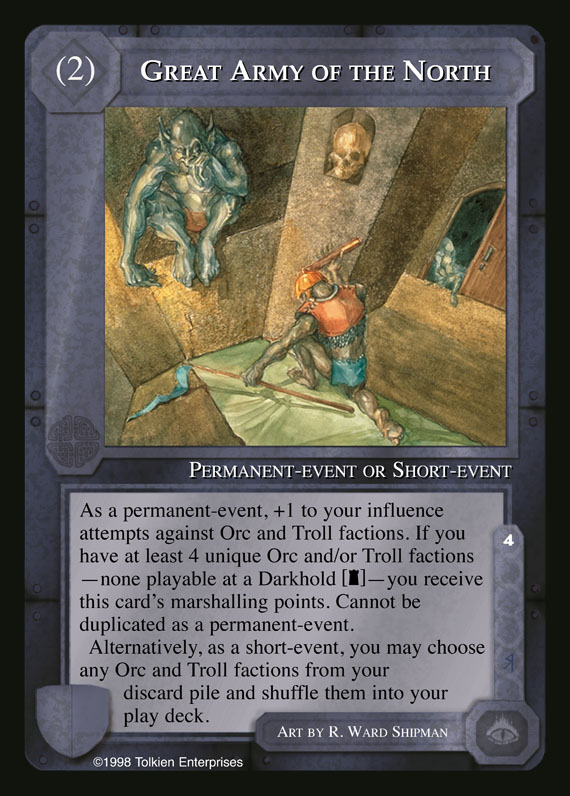 (2)
GREAT ARMY OF THE NORTH
PERMANENT-EVENT OR SHORT-EVENT
As a permanent-event, +1 to your influence
attempts against Orc and Troll factions. If you
have at least 4 unique Orc and/or Troll factions
—none playable at a Darkhold []—you receive
this card's marshalling points. Cannot be
duplicated as a permanent-event.
Alternatively, as a short-event, you may choose
any Orc and Troll factions from your
discard pile and shuffle them into your
play deck.
4
ART BY R. WARD SHIPMAN
©1998 Tolkien Enterprises